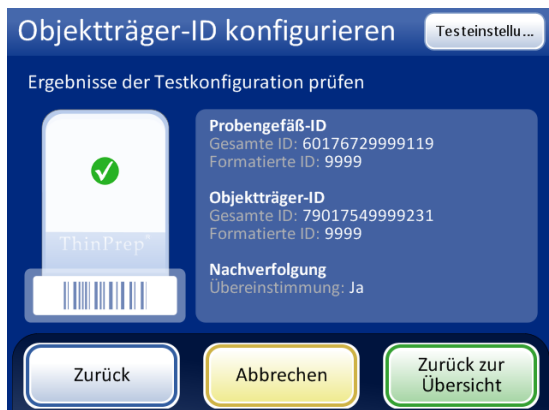 Objektträger-ID konfigurieren
Testeinstellu...
Ergebnisse der Testkonfiguration prüfen
Probengefäß-ID
Gesamte ID: 60176729999119
Formatierte ID: 9999
Objektträger-ID
Gesamte ID: 79017549999231
Formatierte ID: 9999
Nachverfolgung
Übereinstimmung: Ja
ThinPrep®
Zurück
Abbrechen
Zurück zur
Übersicht